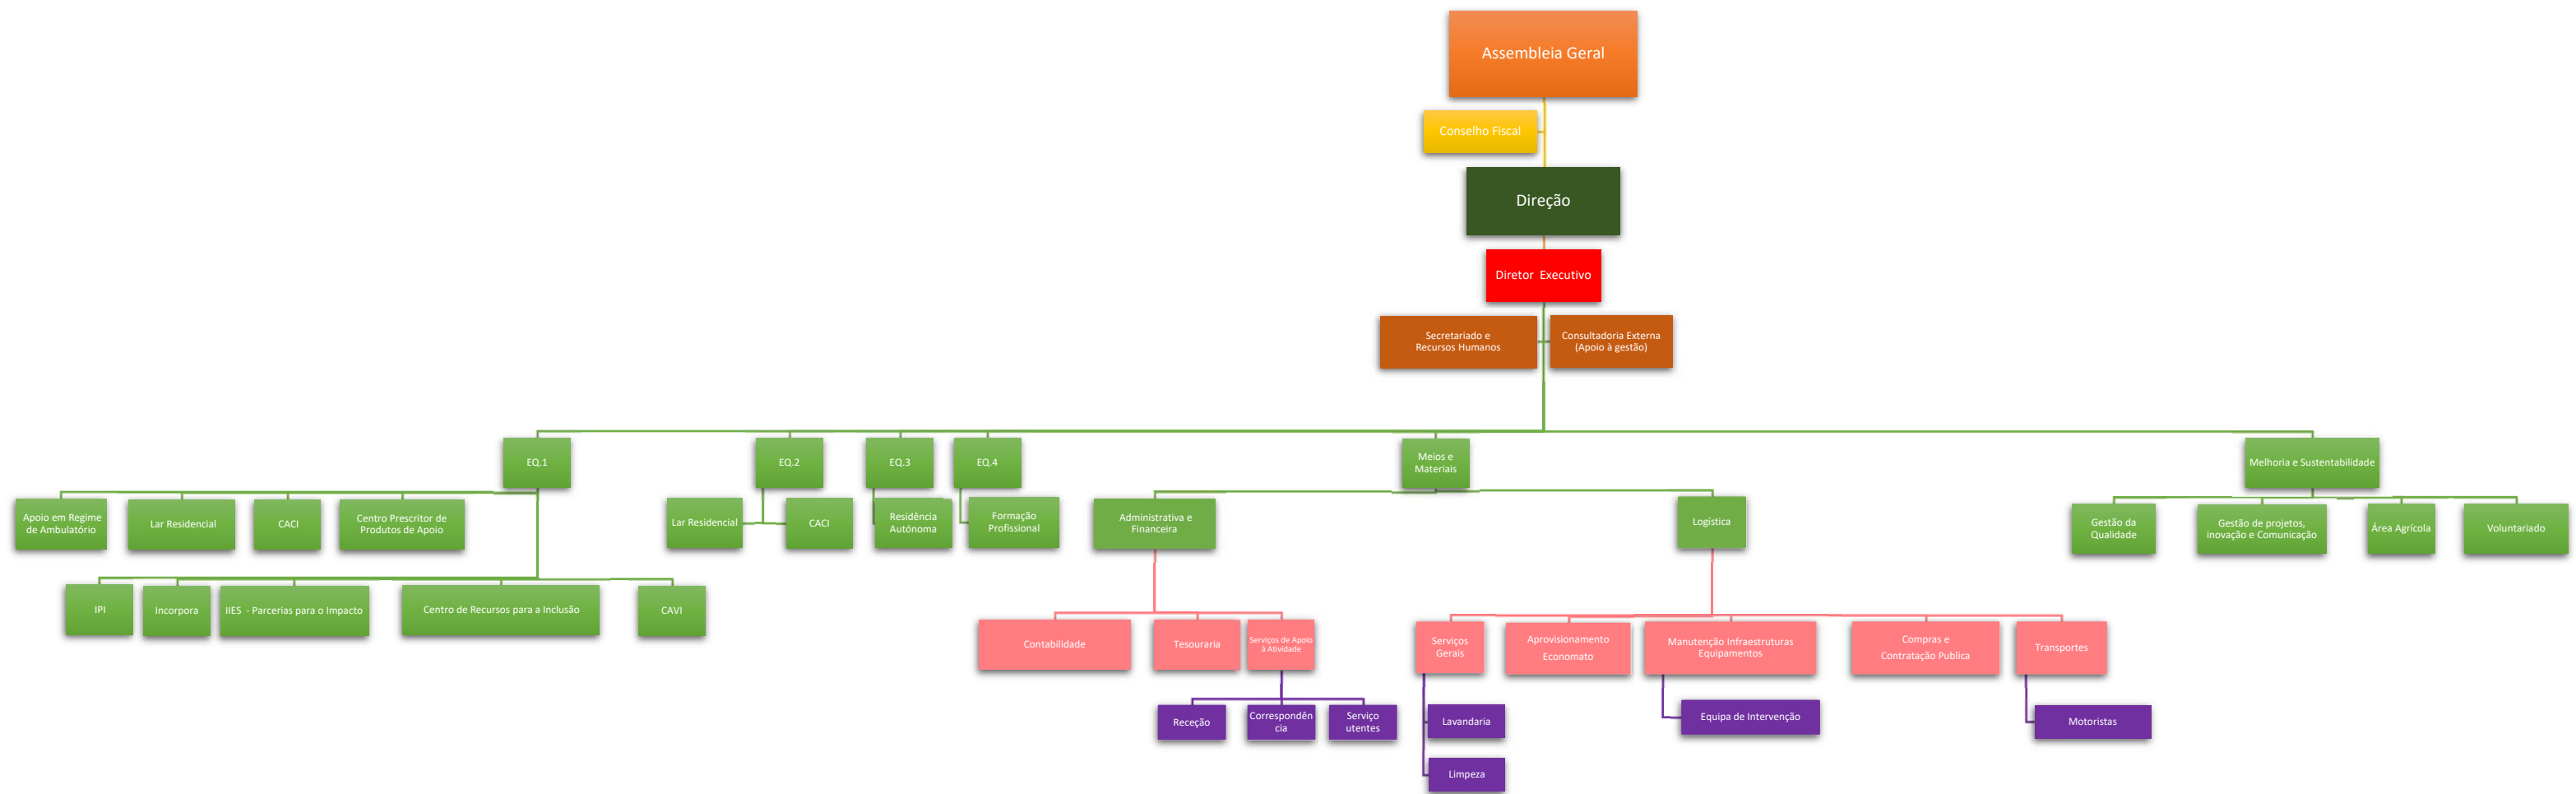 Assembleia Geral
Conselho Fiscal
Direção
Diretor Executivo
Secretariado e
Recursos Humanos
Consultadoria Externa
(Apoio à gestão)
EQ.1
EQ.2
EQ.3
EQ.4
Meios e
Materiais
Melhoria e Sustentabilidade
Apoio em Regime
de Ambulatório
Lar Residencial
CACI
Centro Prescritor de
Produtos de Apoio
Lar Residencial
CACI
Residência
Autónoma
Formação
Profissional
Administrativa e
Financeira
Logística
Gestão da
Qualidade
Gestão de projetos,
inovação e Comunicação
Área Agrícola
Voluntariado
IPI
Incorpora
IIES - Parcerias para o Impacto
Centro de Recursos para a Inclusão
CAVI
Contabilidade
Tesouraria
Serviços de Apoio
à Atividade
Serviços
Gerais
Aprovisionamento
Economato
Manutenção Infraestruturas
Equipamentos
Compras e
Contratação Publica
Transportes
Receção
Correspondên
cia
Serviço
utentes
Lavandaria
Equipa de Intervenção
Motoristas
Limpeza